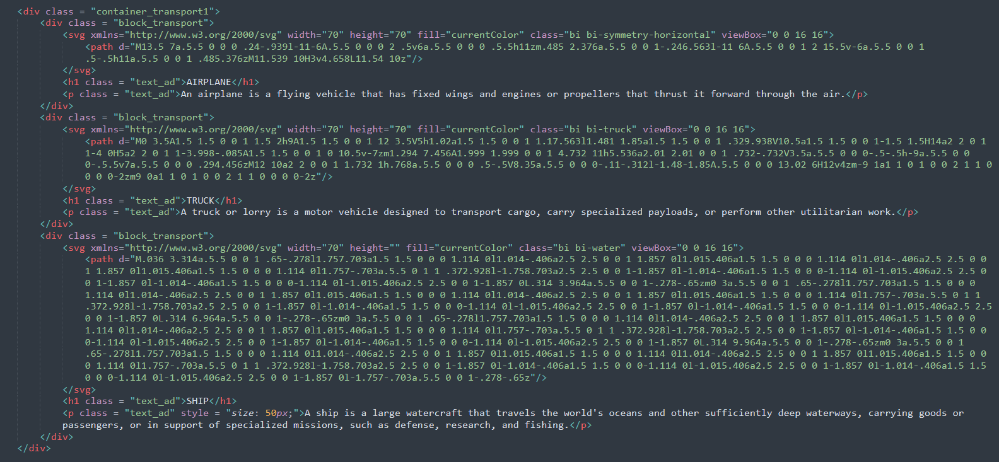 <div class = "container_transport1">
<div class = "block_transport">
<svg xmlns="http://www.w3.org/2000/svg" width="70" height="70" fill="currentColor" class="bi bi-symmetry-horizontal" viewBox="0 0 16 16">
<path d="M13.5 7a.5.5 0 0 0 .24-.939l-11-6A.5.5 0 0 0 2 .5v6a.5.5 0 0 0 .5.5h11zm.485 2.376a.5.5 0 0 1-.246.563l-11 6A.5.5 0 0 1 2 15.5v-6a.5.5 0 0 1
.5-.5h11a.5.5 0 0 1 .485.376zM11.539 10H3v4.658L11.54 10z"/>
</svg>
<h1 class = "text_ad">AIRPLANE</h1>
<p class = "text_ad">An airplane is a flying vehicle that has fixed wings and engines or propellers that thrust it forward through the air.</p>
</div>
<div class = "block_transport">
<svg xmlns="http://www.w3.org/2000/svg" width="70" height="70" fill="currentColor" class="bi bi-truck" viewBox="0 0 16 16">
<path d="M0 3.5A1.5 1.5 0 0 1 1.5 2h9A1.5 1.5 0 0 1 12 3.5V5h1.02a1.5 1.5 0 0 1 1.17.563l1.481 1.85a1.5 1.5 0 0 1 .329.938V10.5a1.5 1.5 0 0 1-1.5 1.5H14a2 2 0 1
1-4 0H5a2 2 0 1 1-3.998-.085A1.5 1.5 0 0 1 0 10.5v-7zm1.294 7.456A1.999 1.999 0 0 1 4.732 11h5.536a2.01 2.01 0 0 1 .732-.732V3.5a.5.5 0 0 0-.5-.5h-9a.5.5 0 0
0-.5.5v7a.5.5 0 0 0 .294.456zM12 10a2 2 0 0 1 1.732 1h.768a.5.5 0 0 0 .5-.5V8.35a.5.5 0 0 0-.11-.312l-1.48-1.85A.5.5 0 0 0 13.02 6H12v4zm-9 1a1 1 0 1 0 0 2 1 1 0
0 0 0-2zm9 0a1 1 0 1 0 0 2 1 1 0 0 0 0-2z"/>
</svg>
<h1 class = "text_ad">TRUCK</h1>
<p class = "text_ad">A truck or lorry is a motor vehicle designed to transport cargo, carry specialized payloads, or perform other utilitarian work.</p>
</div>
<div class = "block_transport">
<svg xmlns="http://www.w3.org/2000/svg" width="70" height="" fill="currentColor" class="bi bi-water" viewBox="0 0 16 16">
<path d="M.036 3.314a.5.5 0 0 1 .65-.278l1.757.703a1.5 1.5 0 0 0 1.114 0l1.014-.406a2.5 2.5 0 0 1 1.857 0l1.015.406a1.5 1.5 0 0 0 1.114 0l1.014-.406a2.5 2.5 0 0
1 1.857 0l1.015.406a1.5 1.5 0 0 0 1.114 0l1.757-.703a.5.5 0 1 1 .372.928l-1.758.703a2.5 2.5 0 0 1-1.857 0l-1.014-.406a1.5 1.5 0 0 0-1.114 0l-1.015.406a2.5 2.5 0
0 1-1.857 0l-1.014-.406a1.5 1.5 0 0 0-1.114 0l-1.015.406a2.5 2.5 0 0 1-1.857 0L.314 3.964a.5.5 0 0 1-.278-.65zm0 3a.5.5 0 0 1 .65-.278l1.757.703a1.5 1.5 0 0 0
1.114 0l1.014-.406a2.5 2.5 0 0 1 1.857 0l1.015.406a1.5 1.5 0 0 0 1.114 0l1.014-.406a2.5 2.5 0 0 1 1.857 0l1.015.406a1.5 1.5 0 0 0 1.114 0l1.757-.703a.5.5 0 1 1
.372.928l-1.758.703a2.5 2.5 0 0 1-1.857 0l-1.014-.406a1.5 1.5 0 0 0-1.114 0l-1.015.406a2.5 2.5 0 0 1-1.857 0l-1.014-.406a1.5 1.5 0 0 0-1.114 0l-1.015.406a2.5 2.5
0 0 1-1.857 0L.314 6.964a.5.5 0 0 1-.278-.65zm0 3a.5.5 0 0 1 .65-.278l1.757.703a1.5 1.5 0 0 0 1.114 0l1.014-.406a2.5 2.5 0 0 1 1.857 0l1.015.406a1.5 1.5 0 0 0
1.114 0l1.014-.406a2.5 2.5 0 0 1 1.857 0l1.015.406a1.5 1.5 0 0 0 1.114 0l1.757-.703a.5.5 0 1 1 .372.928l-1.758.703a2.5 2.5 0 0 1-1.857 0l-1.014-.406a1.5 1.5 0 0
0-1.114 0l-1.015.406a2.5 2.5 0 0 1-1.857 0l-1.014-.406a1.5 1.5 0 0 0-1.114 0l-1.015.406a2.5 2.5 0 0 1-1.857 0L.314 9.964a.5.5 0 0 1-.278-.65zm0 3a.5.5 0 0 1
.65-.278l1.757.703a1.5 1.5 0 0 0 1.114 0l1.014-.406a2.5 2.5 0 0 1 1.857 0l1.015.406a1.5 1.5 0 0 0 1.114 0l1.014-.406a2.5 2.5 0 0 1 1.857 0l1.015.406a1.5 1.5 0 0
0 1.114 0l1.757-.703a.5.5 0 1 1 .372.928l-1.758.703a2.5 2.5 0 0 1-1.857 0l-1.014-.406a1.5 1.5 0 0 0-1.114 0l-1.015.406a2.5 2.5 0 0 1-1.857 0l-1.014-.406a1.5 1.5
0 0 0-1.114 0l-1.015.406a2.5 2.5 0 0 1-1.857 0l-1.757-.703a.5.5 0 0 1-.278-.65z"/>
</svg>
<h1 class = "text_ad">SHIP</h1>
<p class = "text_ad" style = "size: 50px;">A ship is a large watercraft that travels the world's oceans and other sufficiently deep waterways, carrying goods or
passengers, or in support of specialized missions, such as defense, research, and fishing.</p>
</div>
</div>